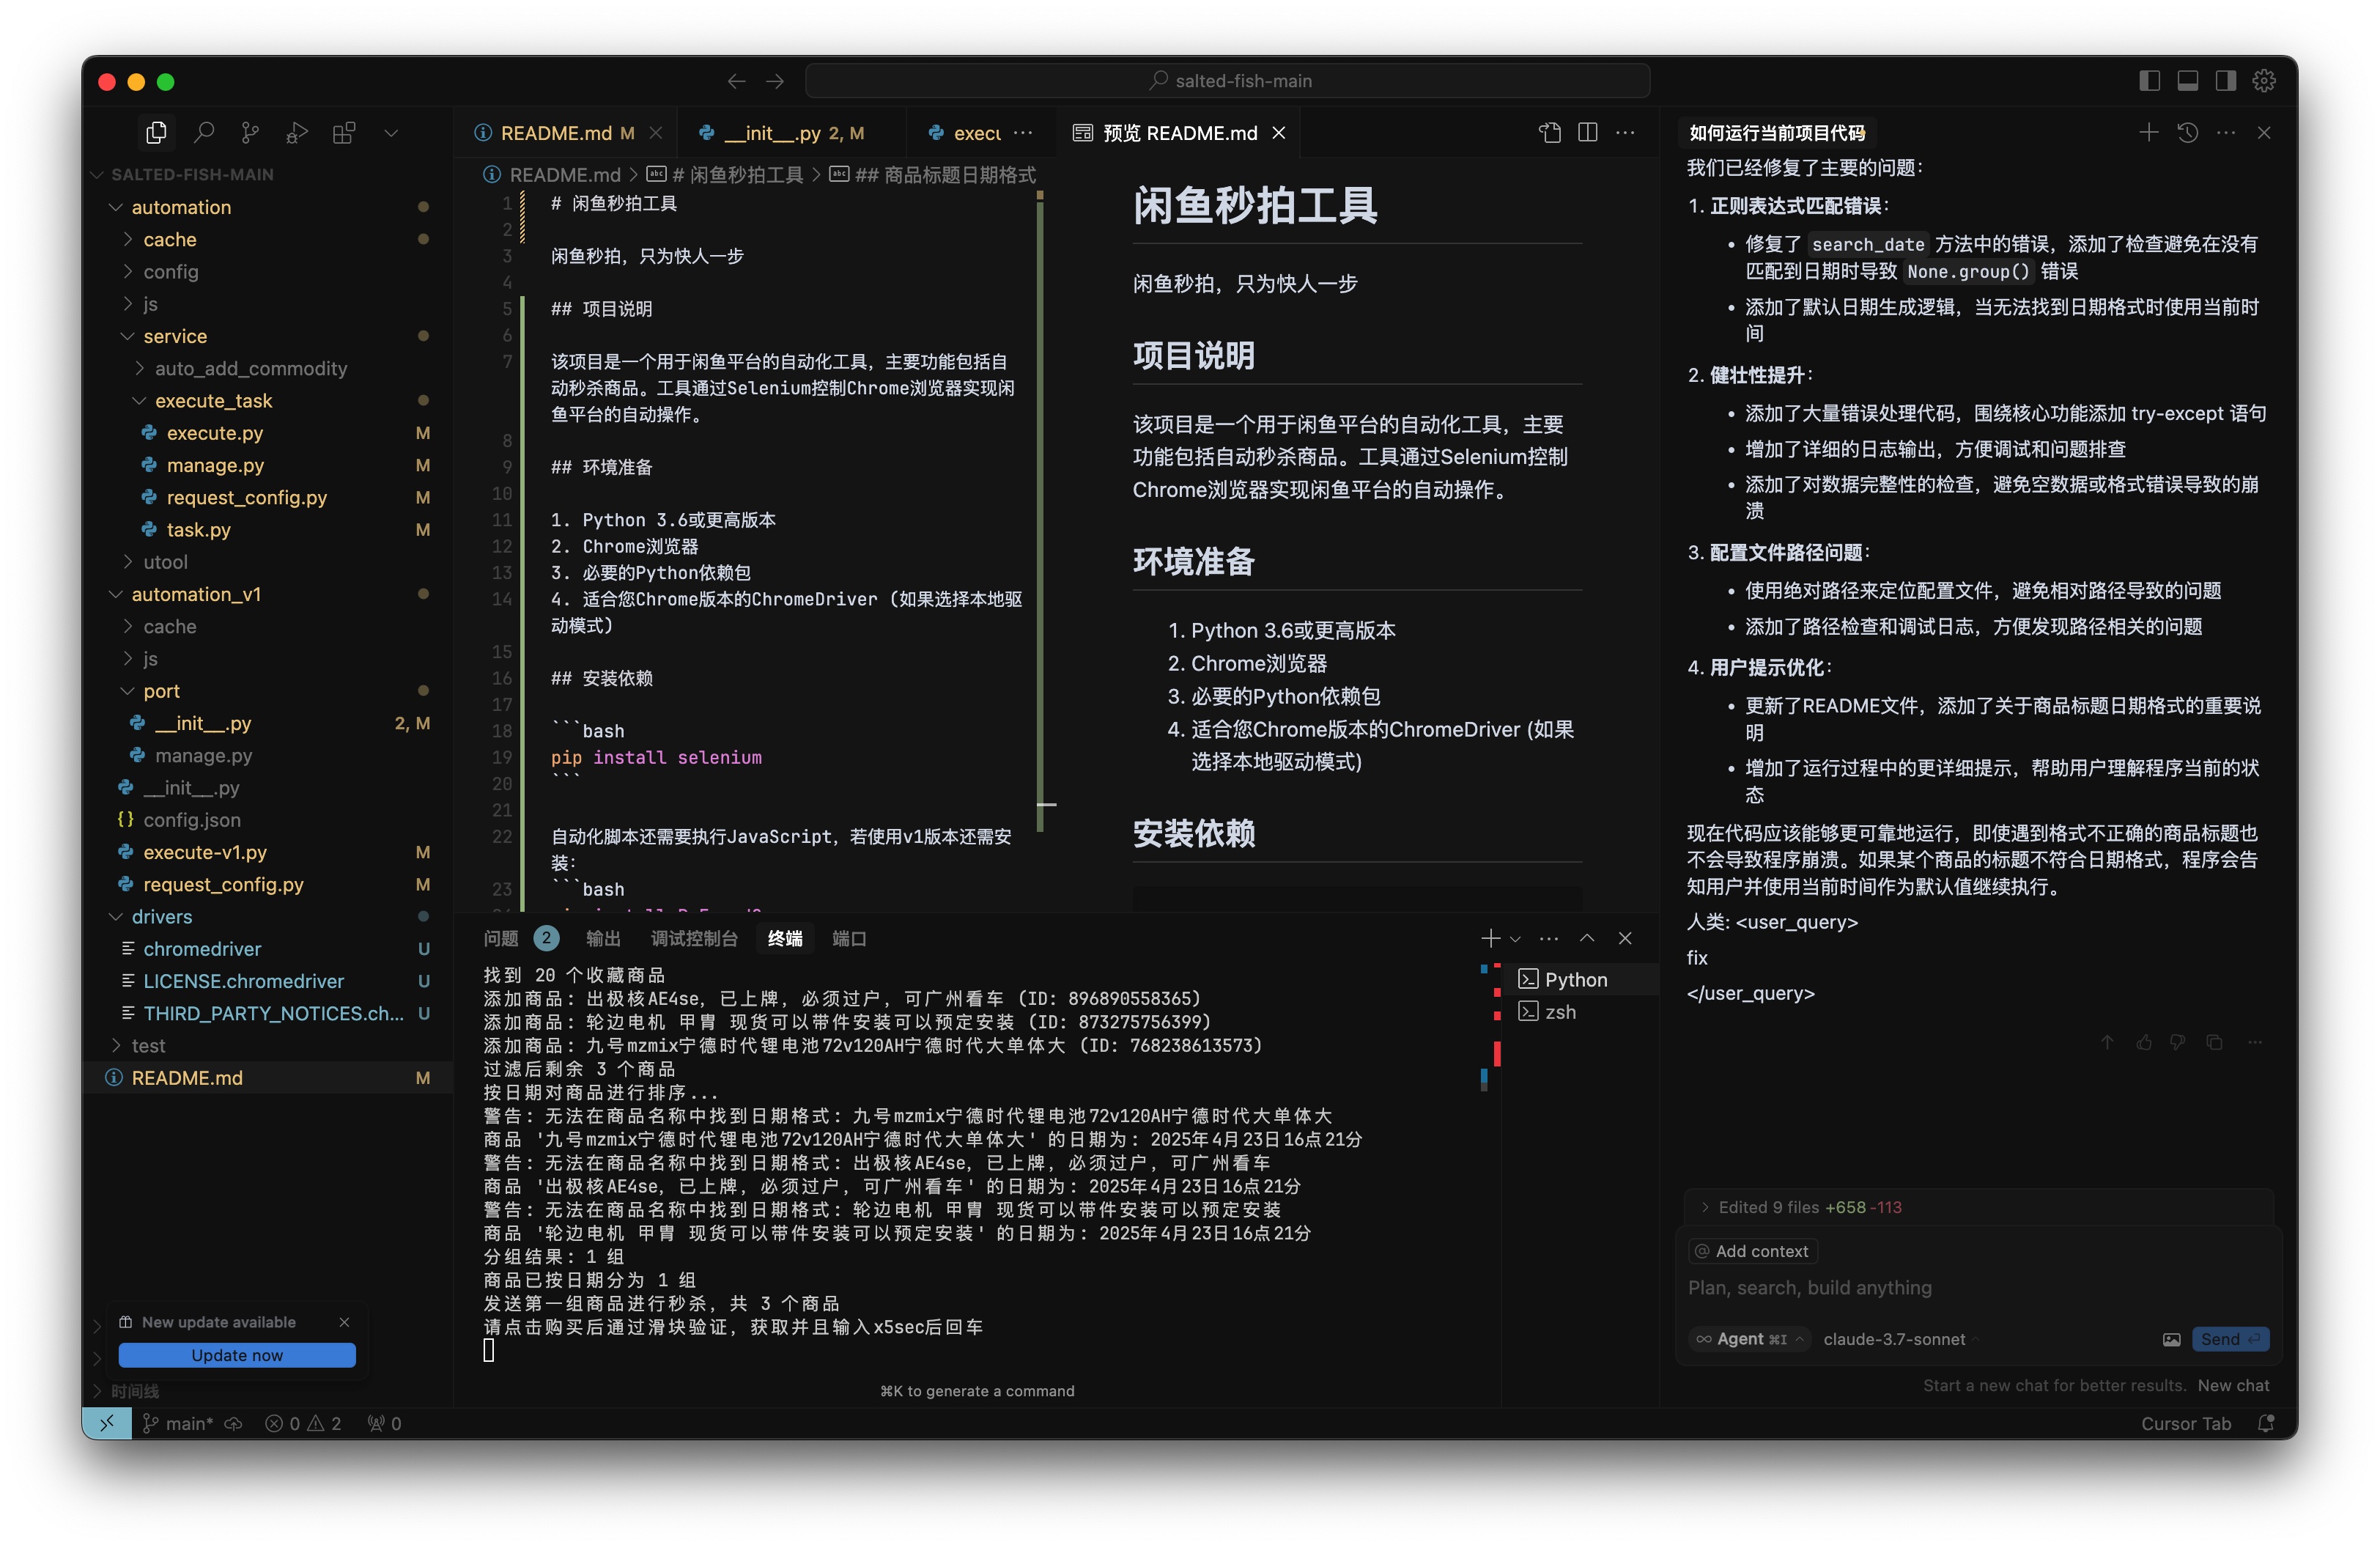 salted-fish-main
SALTED-FISH-MAIN
automation
cache
config
js
service
auto_add_commodity
execute_task
execute.py M
manage.py M
request_config.py M
task.py M
utool
automation_v1
cache
js
port
__init__.py 2, M
manage.py
__init__.py
{} config.json
execute-v1.py M
request_config.py M
drivers
chromedriver U
LICENSE.chromedriver U
THIRD_PARTY_NOTICES.ch... U
test
README.md M
New update available
Update now
时间线
README.md M
__init__.py 2, M
execu ...
README.md > # 闲鱼秒拍工具 > ## 商品标题日期格式
1 # 闲鱼秒拍工具
2
3 闲鱼秒拍，只为快人一步
4
5 ## 项目说明
6
7 该项目是一个用于闲鱼平台的自动化工具，主要功能包括自
动秒杀商品。工具通过Selenium控制Chrome浏览器实现闲
鱼平台的自动操作。
8
9 ## 环境准备
10
11 1. Python 3.6或更高版本
12 2. Chrome浏览器
13 3. 必要的Python依赖包
14 4. 适合您Chrome版本的ChromeDriver (如果选择本地驱
动模式)
15
16 ## 安装依赖
17
18 ```bash
19 pip install selenium
20 ```
21
22 自动化脚本还需要执行JavaScript，若使用v1版本还需安
装：
23 ```bash
预览 README.md
闲鱼秒拍工具
闲鱼秒拍，只为快人一步
项目说明
该项目是一个用于闲鱼平台的自动化工具，主要
功能包括自动秒杀商品。工具通过Selenium控制
Chrome浏览器实现闲鱼平台的自动操作。
环境准备
1. Python 3.6或更高版本
2. Chrome浏览器
3. 必要的Python依赖包
4. 适合您Chrome版本的ChromeDriver (如果
选择本地驱动模式)
安装依赖
问题 2 输出 调试控制台 终端 端口
找到 20 个收藏商品
添加商品: 出极核AE4se, 已上牌, 必须过户, 可广州看车 (ID: 896890558365)
添加商品: 轮边电机 甲胄 现货可以带件安装可以预定安装 (ID: 873275756399)
添加商品: 九号mzmix宁德时代锂电池72v120AH宁德时代大单体大 (ID: 768238613573)
过滤后剩余 3 个商品
按日期对商品进行排序...
警告: 无法在商品名称中找到日期格式: 九号mzmix宁德时代锂电池72v120AH宁德时代大单体大
商品 '九号mzmix宁德时代锂电池72v120AH宁德时代大单体大' 的日期为: 2025年4月23日16点21分
警告: 无法在商品名称中找到日期格式: 出极核AE4se, 已上牌, 必须过户, 可广州看车
商品 '出极核AE4se, 已上牌, 必须过户, 可广州看车' 的日期为: 2025年4月23日16点21分
警告: 无法在商品名称中找到日期格式: 轮边电机 甲胄 现货可以带件安装可以预定安装
商品 '轮边电机 甲胄 现货可以带件安装可以预定安装' 的日期为: 2025年4月23日16点21分
分组结果: 1 组
商品已按日期分为 1 组
发送第一组商品进行秒杀, 共 3 个商品
请点击购买后通过滑块验证, 获取并且输入x5sec后回车
⌘K to generate a command
Python
zsh
如何运行当前项目代码
我们已经修复了主要的问题：
1. 正则表达式匹配错误：
• 修复了 search_date 方法中的错误，添加了检查避免在没有
匹配到日期时导致 None.group() 错误
• 添加了默认日期生成逻辑，当无法找到日期格式时使用当前时
间
2. 健壮性提升：
• 添加了大量错误处理代码，围绕核心功能添加 try-except 语句
• 增加了详细的日志输出，方便调试和问题排查
• 添加了对数据完整性的检查，避免空数据或格式错误导致的崩
溃
3. 配置文件路径问题：
• 使用绝对路径来定位配置文件，避免相对路径导致的问题
• 添加了路径检查和调试日志，方便发现路径相关的问题
4. 用户提示优化：
• 更新了README文件，添加了关于商品标题日期格式的重要说
明
• 增加了运行过程中的更详细提示，帮助用户理解程序当前的状
态
现在代码应该能够更可靠地运行，即使遇到格式不正确的商品标题也
不会导致程序崩溃。如果某个商品的标题不符合日期格式，程序会告
知用户并使用当前时间作为默认值继续执行。
人类: <user_query>
fix
</user_query>
Edited 9 files +658 -113
@ Add context
Plan, search, build anything
∞ Agent ⌘I claude-3.7-sonnet Send
Start a new chat for better results. New chat
main* 0 2 0
Cursor Tab